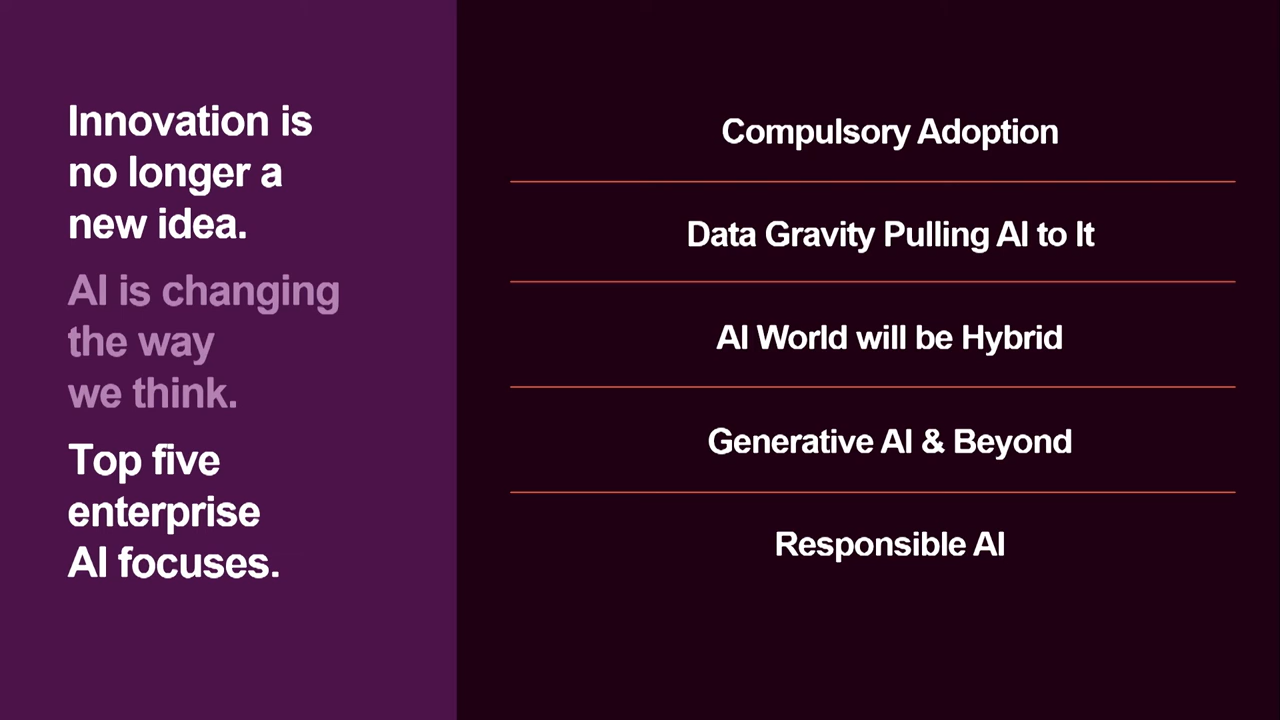 Innovation is
no longer a
new idea.
AI is changing
the way
we think.
Top five
enterprise
AI focuses.
Compulsory Adoption
Data Gravity Pulling AI to It
AI World will be Hybrid
Generative AI & Beyond
Responsible AI